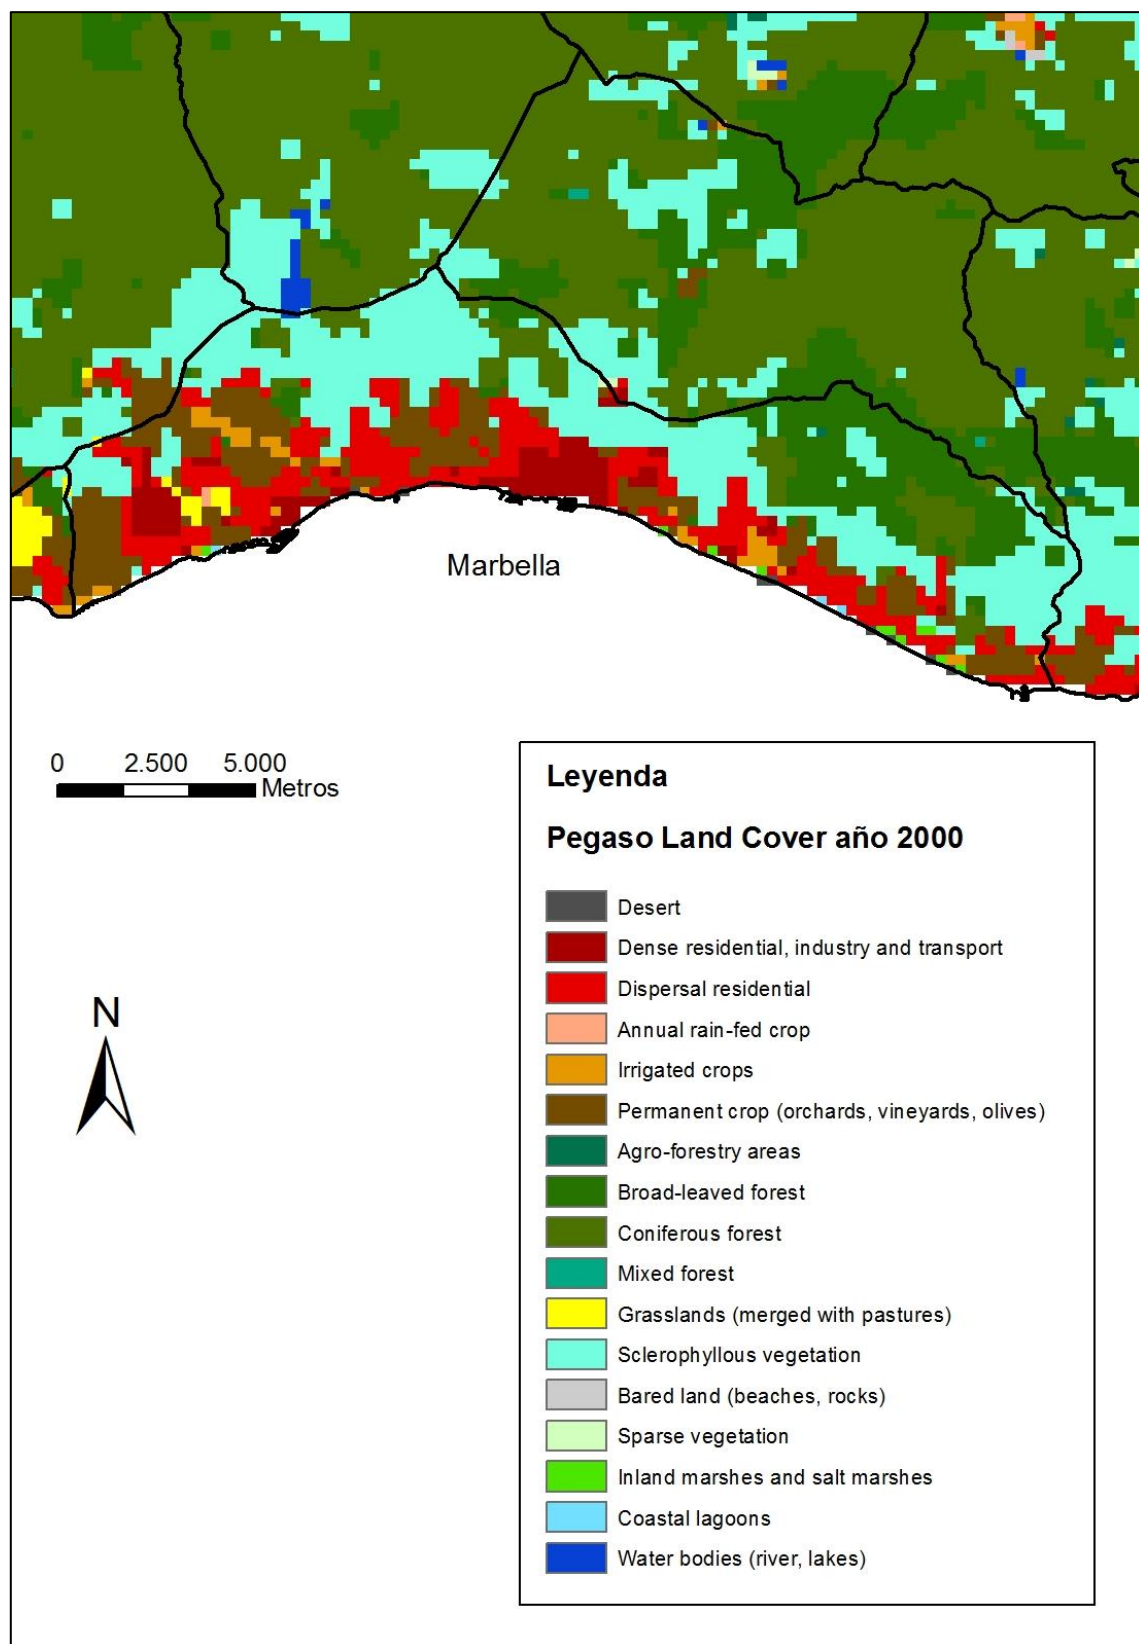 Marbella
0 2.500 5.000
Metros
N
Leyenda
Pegaso Land Cover año 2000
Desert
Dense residential, industry and transport
Dispersal residential
Annual rain-fed crop
Irrigated crops
Permanent crop (orchards, vineyards, olives)
Agro-forestry areas
Broad-leaved forest
Coniferous forest
Mixed forest
Grasslands (merged with pastures)
Sclerophyllous vegetation
Bared land (beaches, rocks)
Sparse vegetation
Inland marshes and salt marshes
Coastal lagoons
Water bodies (river, lakes)